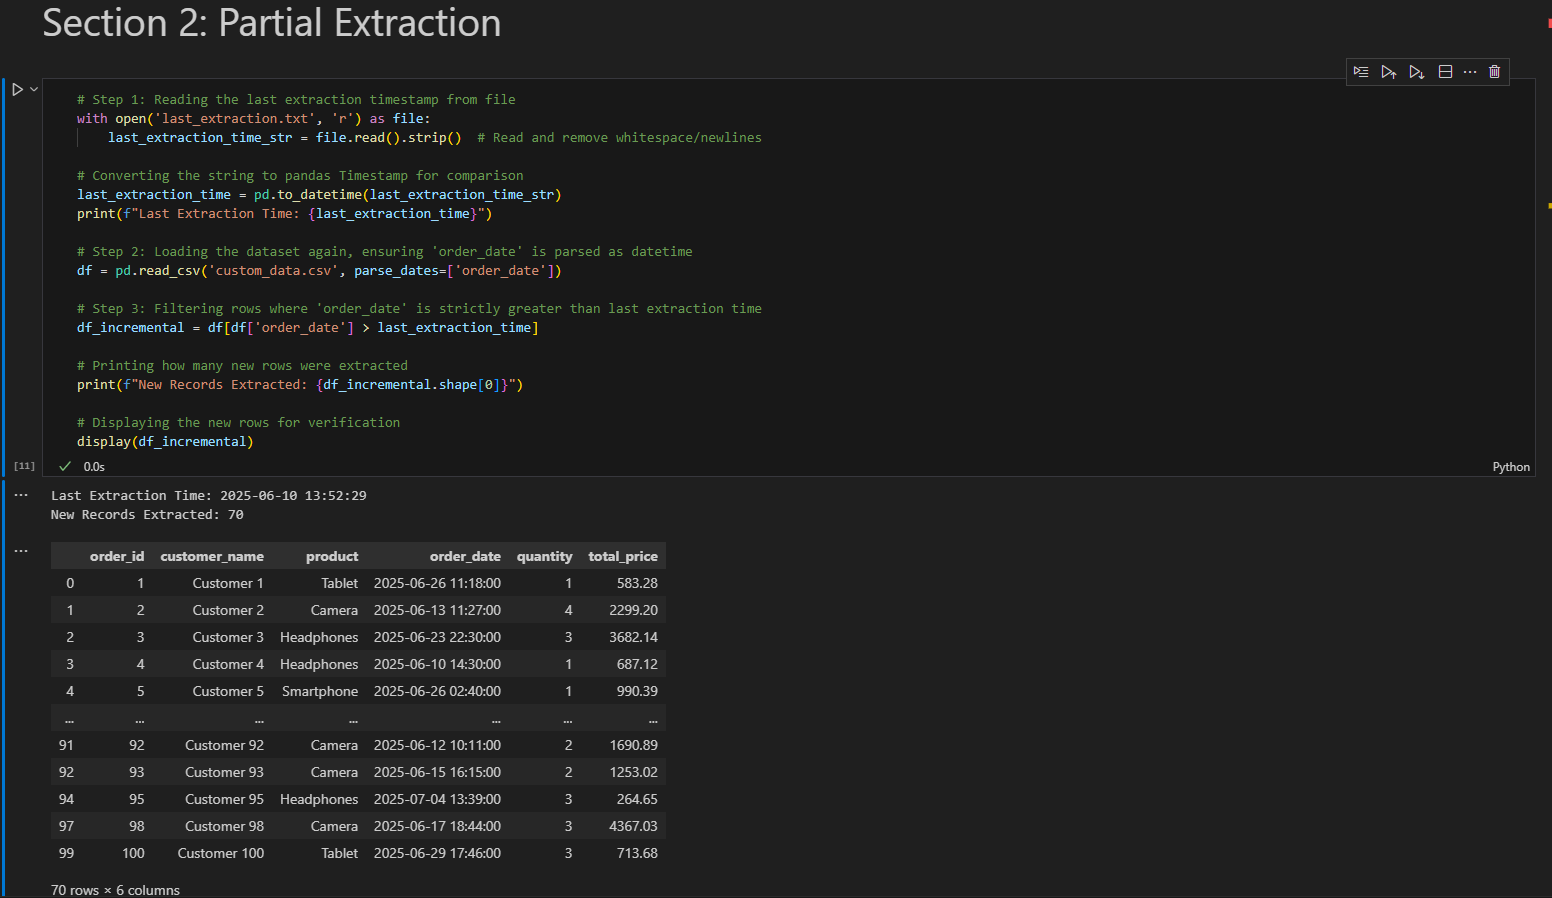 Section 2: Partial Extraction
# Step 1: Reading the last extraction timestamp from file
with open('last_extraction.txt', 'r') as file:
    last_extraction_time_str = file.read().strip()  # Read and remove whitespace/newlines
# Converting the string to pandas Timestamp for comparison
last_extraction_time = pd.to_datetime(last_extraction_time_str)
print(f"Last Extraction Time: {last_extraction_time}")
# Step 2: Loading the dataset again, ensuring 'order_date' is parsed as datetime
df = pd.read_csv('custom_data.csv', parse_dates=['order_date'])
# Step 3: Filtering rows where 'order_date' is strictly greater than last extraction time
df_incremental = df[df['order_date'] > last_extraction_time]
# Printing how many new rows were extracted
print(f"New Records Extracted: {df_incremental.shape[0]}")
# Displaying the new rows for verification
display(df_incremental)
[11] 0.0s Python
Last Extraction Time: 2025-06-10 13:52:29
New Records Extracted: 70
order_id customer_name product order_date quantity total_price
0 1 Customer 1 Tablet 2025-06-26 11:18:00 1 583.28
1 2 Customer 2 Camera 2025-06-13 11:27:00 4 2299.20
2 3 Customer 3 Headphones 2025-06-23 22:30:00 3 3682.14
3 4 Customer 4 Headphones 2025-06-10 14:30:00 1 687.12
4 5 Customer 5 Smartphone 2025-06-26 02:40:00 1 990.39
... ... ... ... ... ... ...
91 92 Customer 92 Camera 2025-06-12 10:11:00 2 1690.89
92 93 Customer 93 Camera 2025-06-15 16:15:00 2 1253.02
94 95 Customer 95 Headphones 2025-07-04 13:39:00 3 264.65
97 98 Customer 98 Camera 2025-06-17 18:44:00 3 4367.03
99 100 Customer 100 Tablet 2025-06-29 17:46:00 3 713.68
70 rows × 6 columns